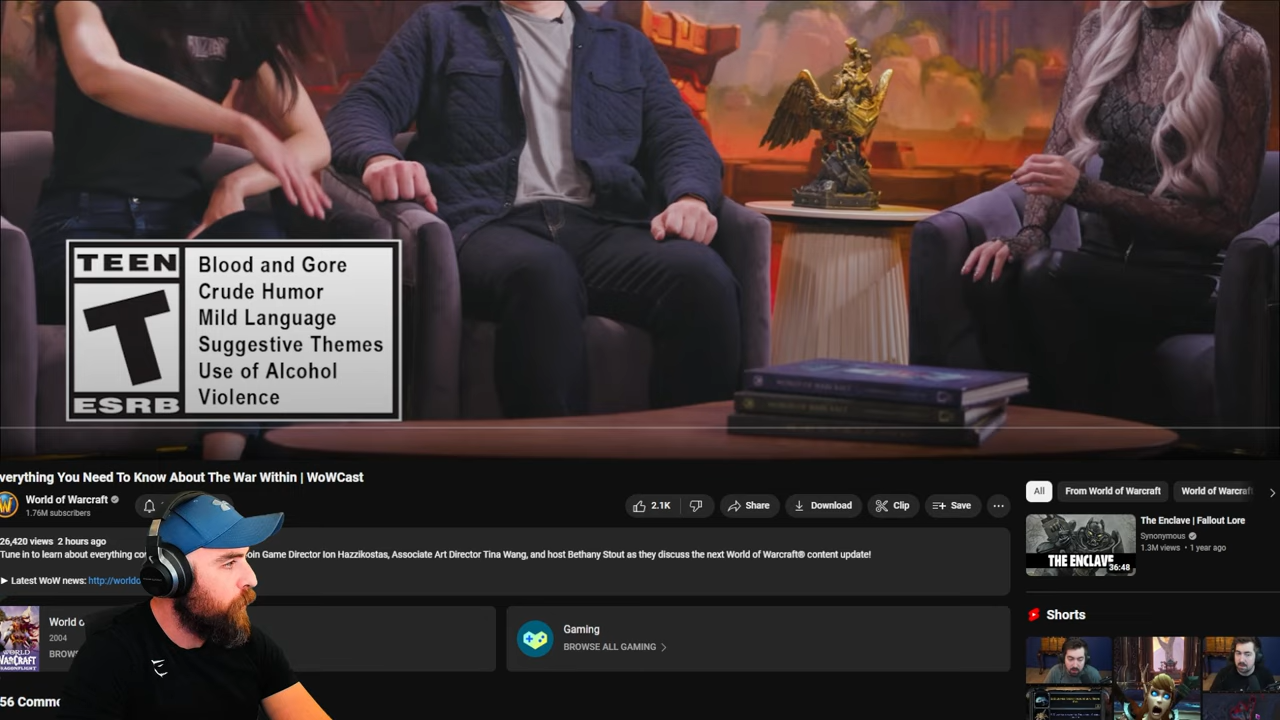 TEEN
T
ESRB
Blood and Gore
Crude Humor
Mild Language
Suggestive Themes
Use of Alcohol
Violence
verything You Need To Know About The War Within | WoWCast
World of Warcraft
1.76M subscribers
2.1K
Share
Download
Clip
Save
26,420 views 2 hours ago
Tune in to learn about everything co oin Game Director Ion Hazzikostas, Associate Art Director Tina Wang, and host Bethany Stout as they discuss the next World of Warcraft® content update!
► Latest WoW news: http://worldo
World o
2004
BROW
Gaming
BROWSE ALL GAMING
56 Comm
All
From World of Warcraft
World of Warcraf
The Enclave | Fallout Lore
Synonymous
1.3M views • 1 year ago
THE ENCLAVE
36:48
Shorts